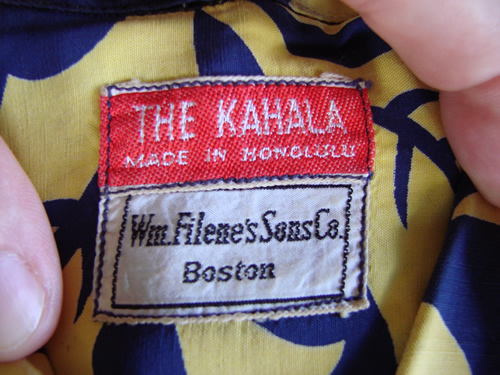 THE KAHALA
MADE IN HONOLULU
Wm. Filene's Sons Co.
Boston